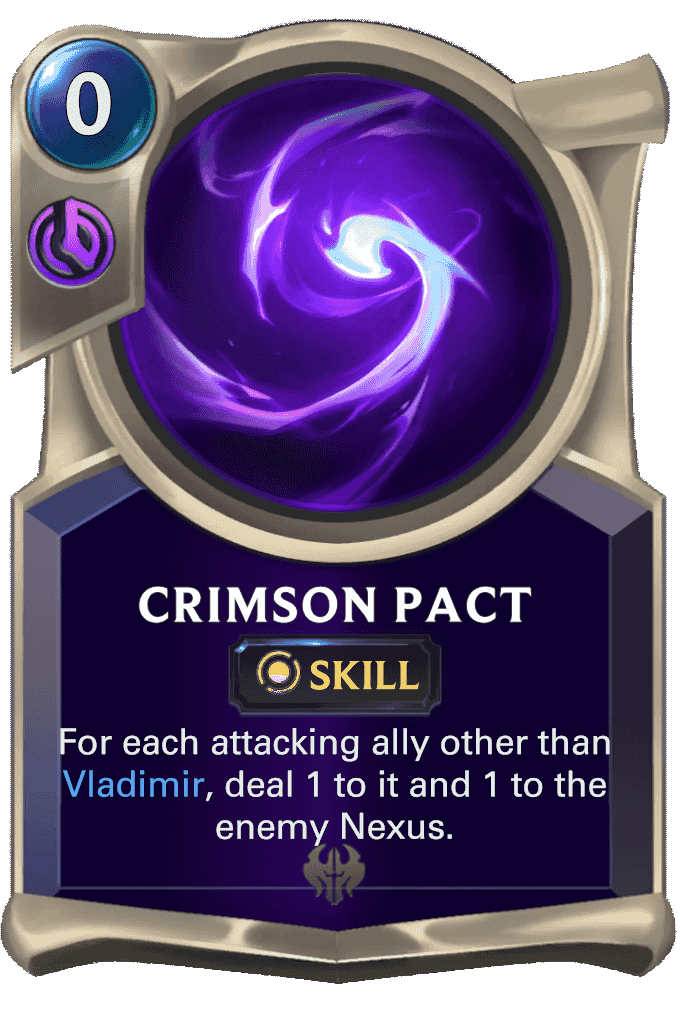 0
CRIMSON PACT
SKILL
For each attacking ally other than
Vladimir, deal 1 to it and 1 to the
enemy Nexus.